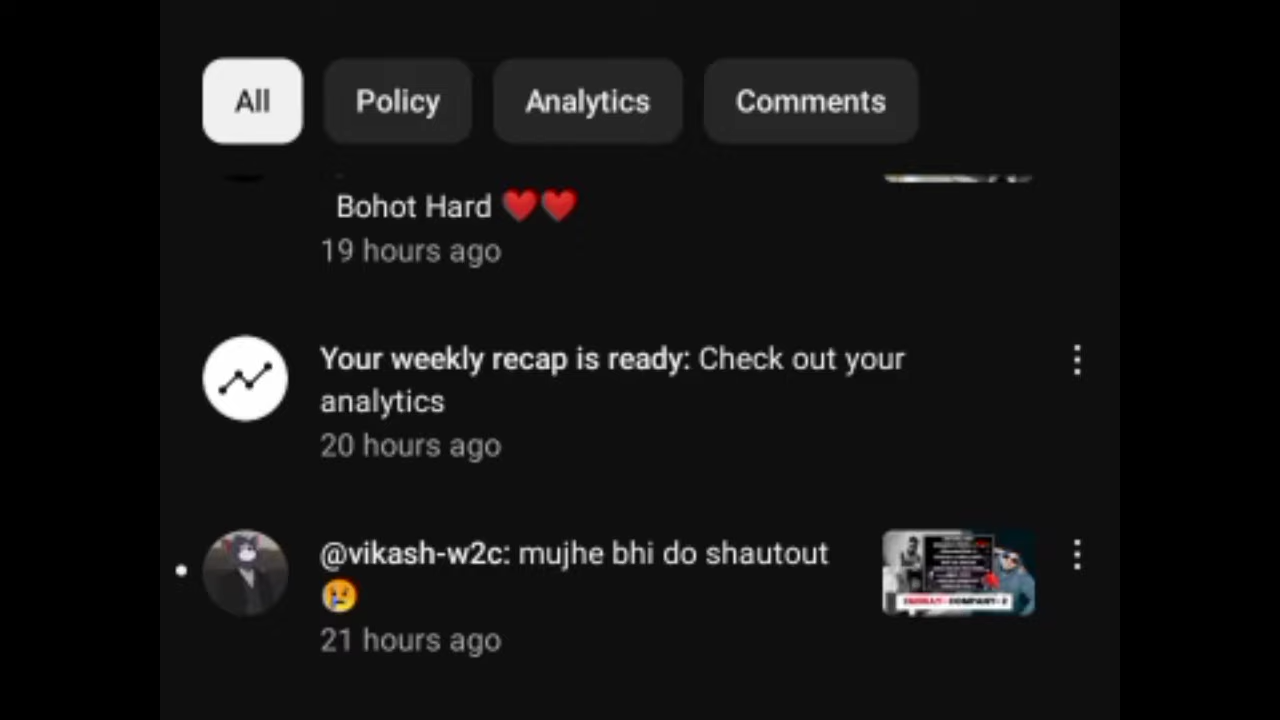 All
Policy
Analytics
Comments
Bohot Hard ❤️❤️
19 hours ago
Your weekly recap is ready: Check out your
analytics
20 hours ago
@vikash-w2c: mujhe bhi do shautout
😢
21 hours ago